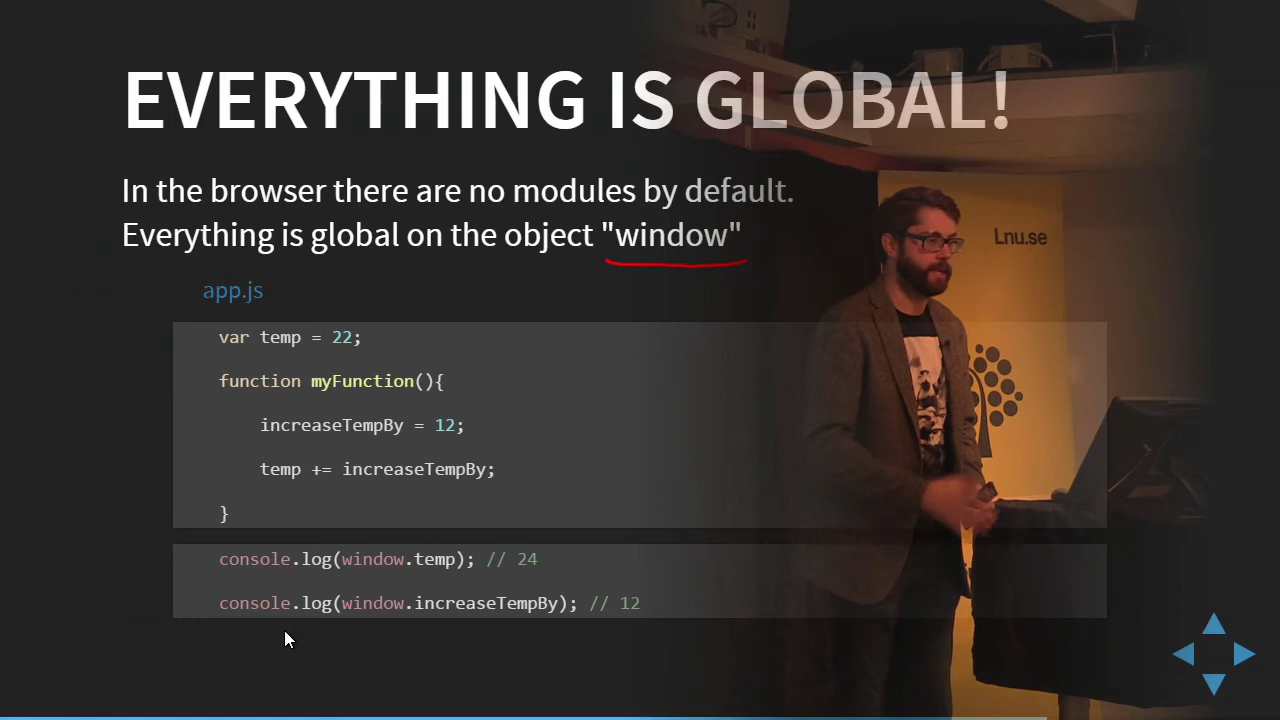 EVERYTHING IS GLOBAL!
In the browser there are no modules by default.
Everything is global on the object "window"
Lnu.se
app.js
var temp = 22;
function myFunction(){
increaseTempBy = 12;
temp += increaseTempBy;
}
console.log(window.temp); // 24
console.log(window.increaseTempBy); // 12